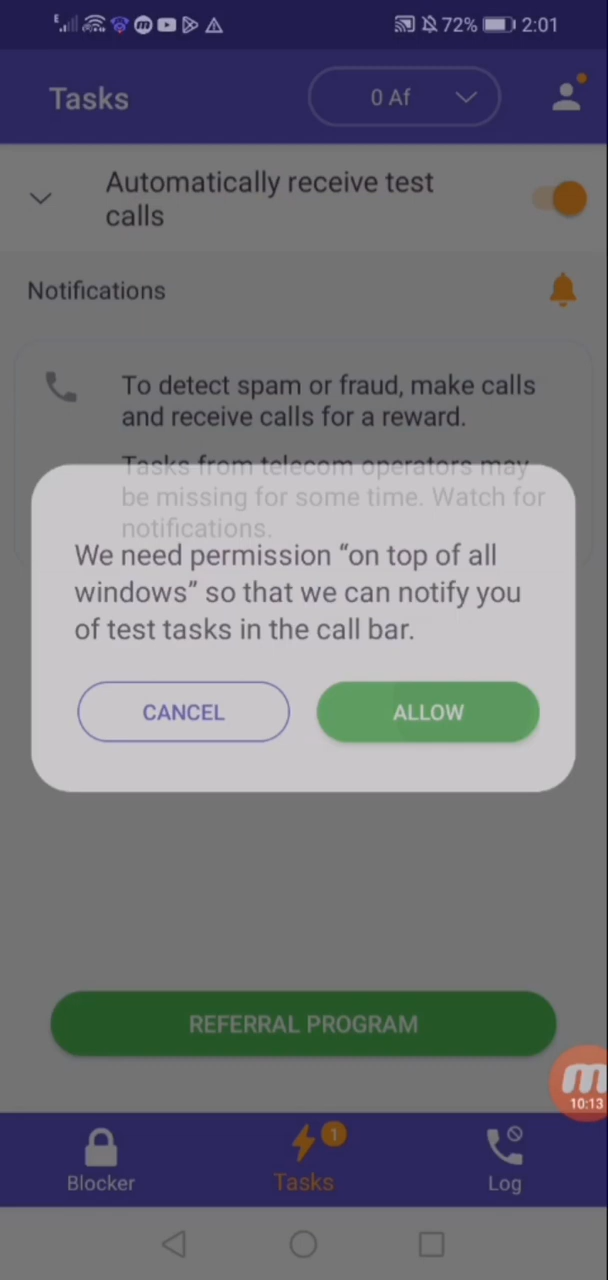 E
72%
2:01
Tasks
0 Af
Automatically receive test
calls
Notifications
To detect spam or fraud, make calls
and receive calls for a reward.
Tasks from telecom operators may
be missing for some time. Watch for
notifications.
We need permission “on top of all
windows” so that we can notify you
of test tasks in the call bar.
CANCEL
ALLOW
REFERRAL PROGRAM
10:13
1
Blocker
Tasks
Log